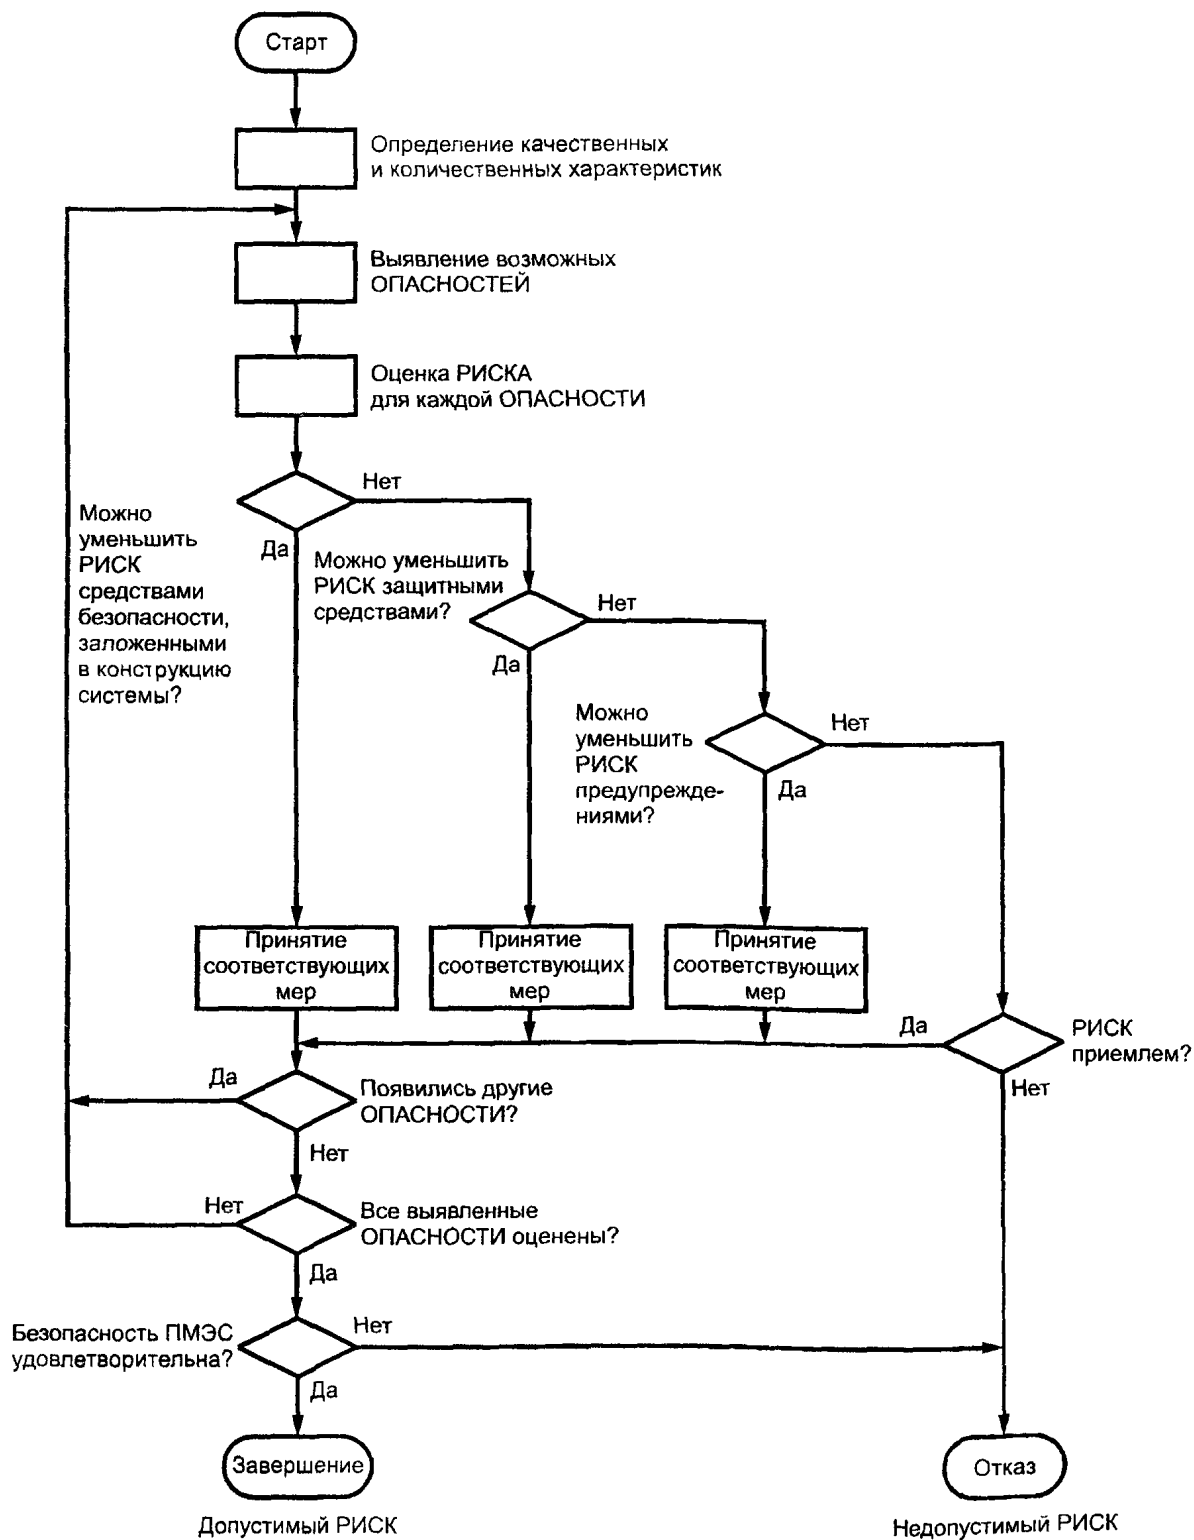 Старт
Определение качественных
и количественных характеристик
Выявление возможных
ОПАСНОСТЕЙ
Оценка РИСКА
для каждой ОПАСНОСТИ
Нет
Да
Можно
уменьшить
РИСК
средствами
безопасности,
заложенными
в конструкцию
системы?
Можно уменьшить
РИСК защитными
средствами?
Нет
Да
Можно
уменьшить
РИСК
предупрежде-
ниями?
Нет
Да
Принятие
соответствующих
мер
Принятие
соответствующих
мер
Принятие
соответствующих
мер
Да
РИСК
приемлем?
Нет
Да
Появились другие
ОПАСНОСТИ?
Нет
Нет
Все выявленные
ОПАСНОСТИ оценены?
Да
Безопасность ПМЭС
удовлетворительна?
Нет
Да
Завершение
Допустимый РИСК
Отказ
Недопустимый РИСК